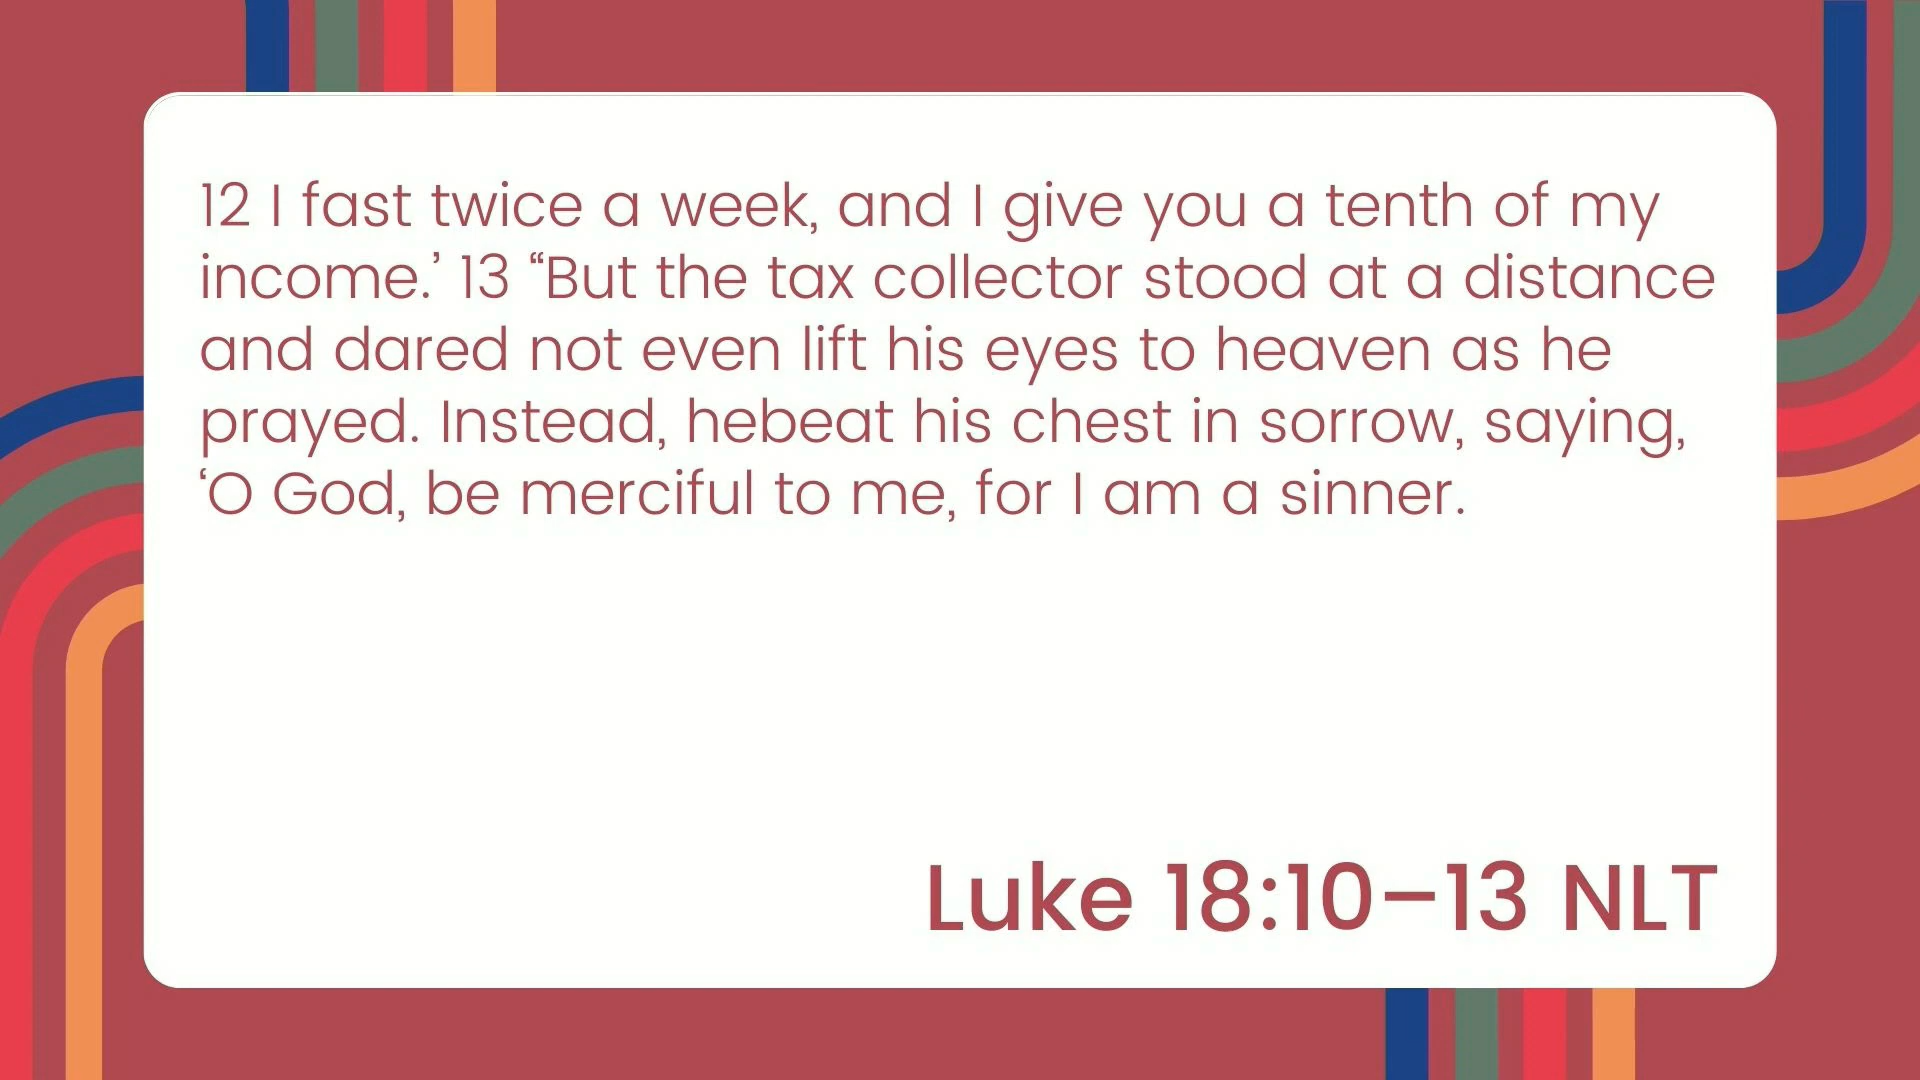 12 I fast twice a week, and I give you a tenth of my
income.’ 13 “But the tax collector stood at a distance
and dared not even lift his eyes to heaven as he
prayed. Instead, hebeat his chest in sorrow, saying,
‘O God, be merciful to me, for I am a sinner.
Luke 18:10–13 NLT